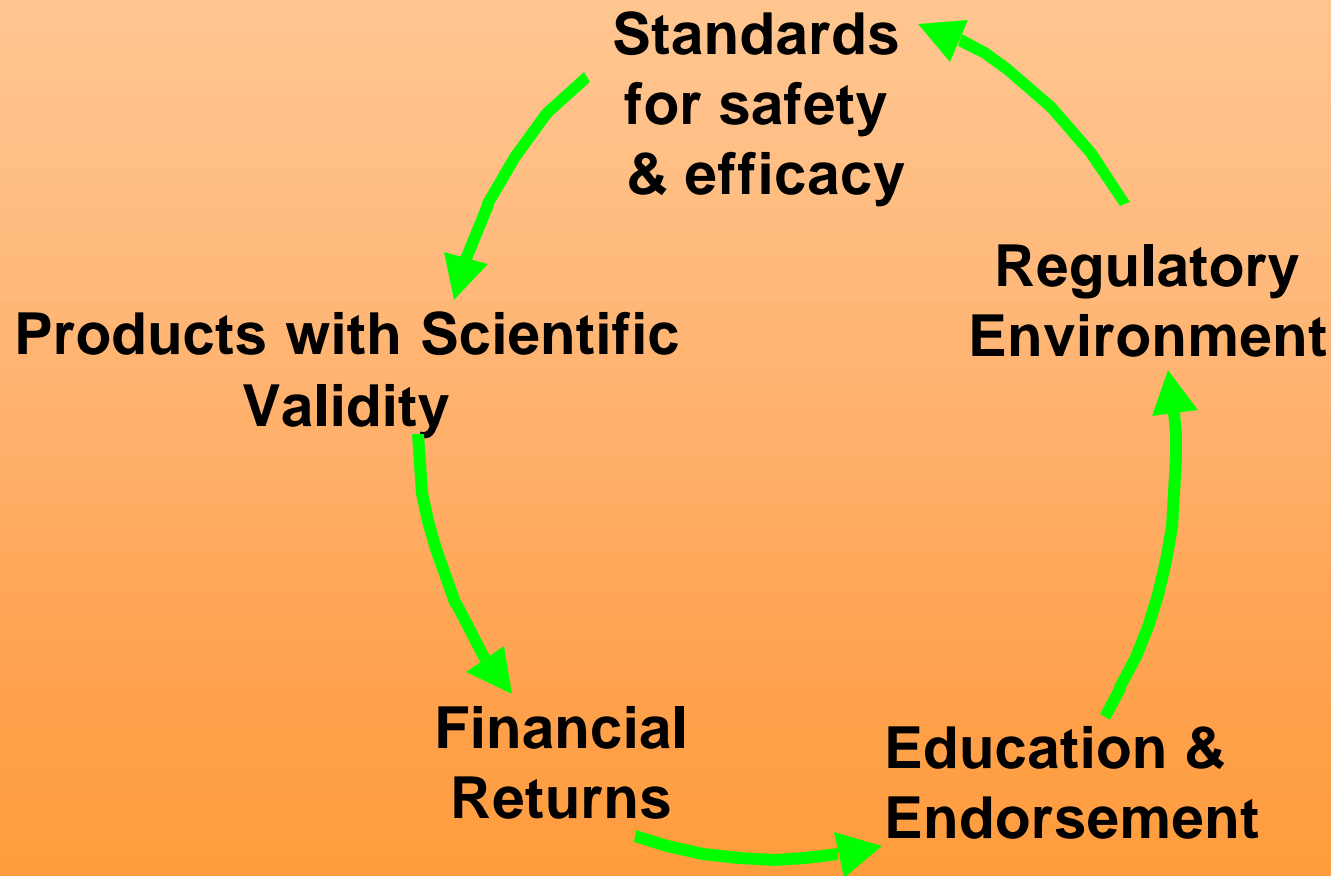 Standards
for safety
& efficacy
Regulatory
Environment
Products with Scientific
Validity
Financial
Returns
Education &
Endorsement